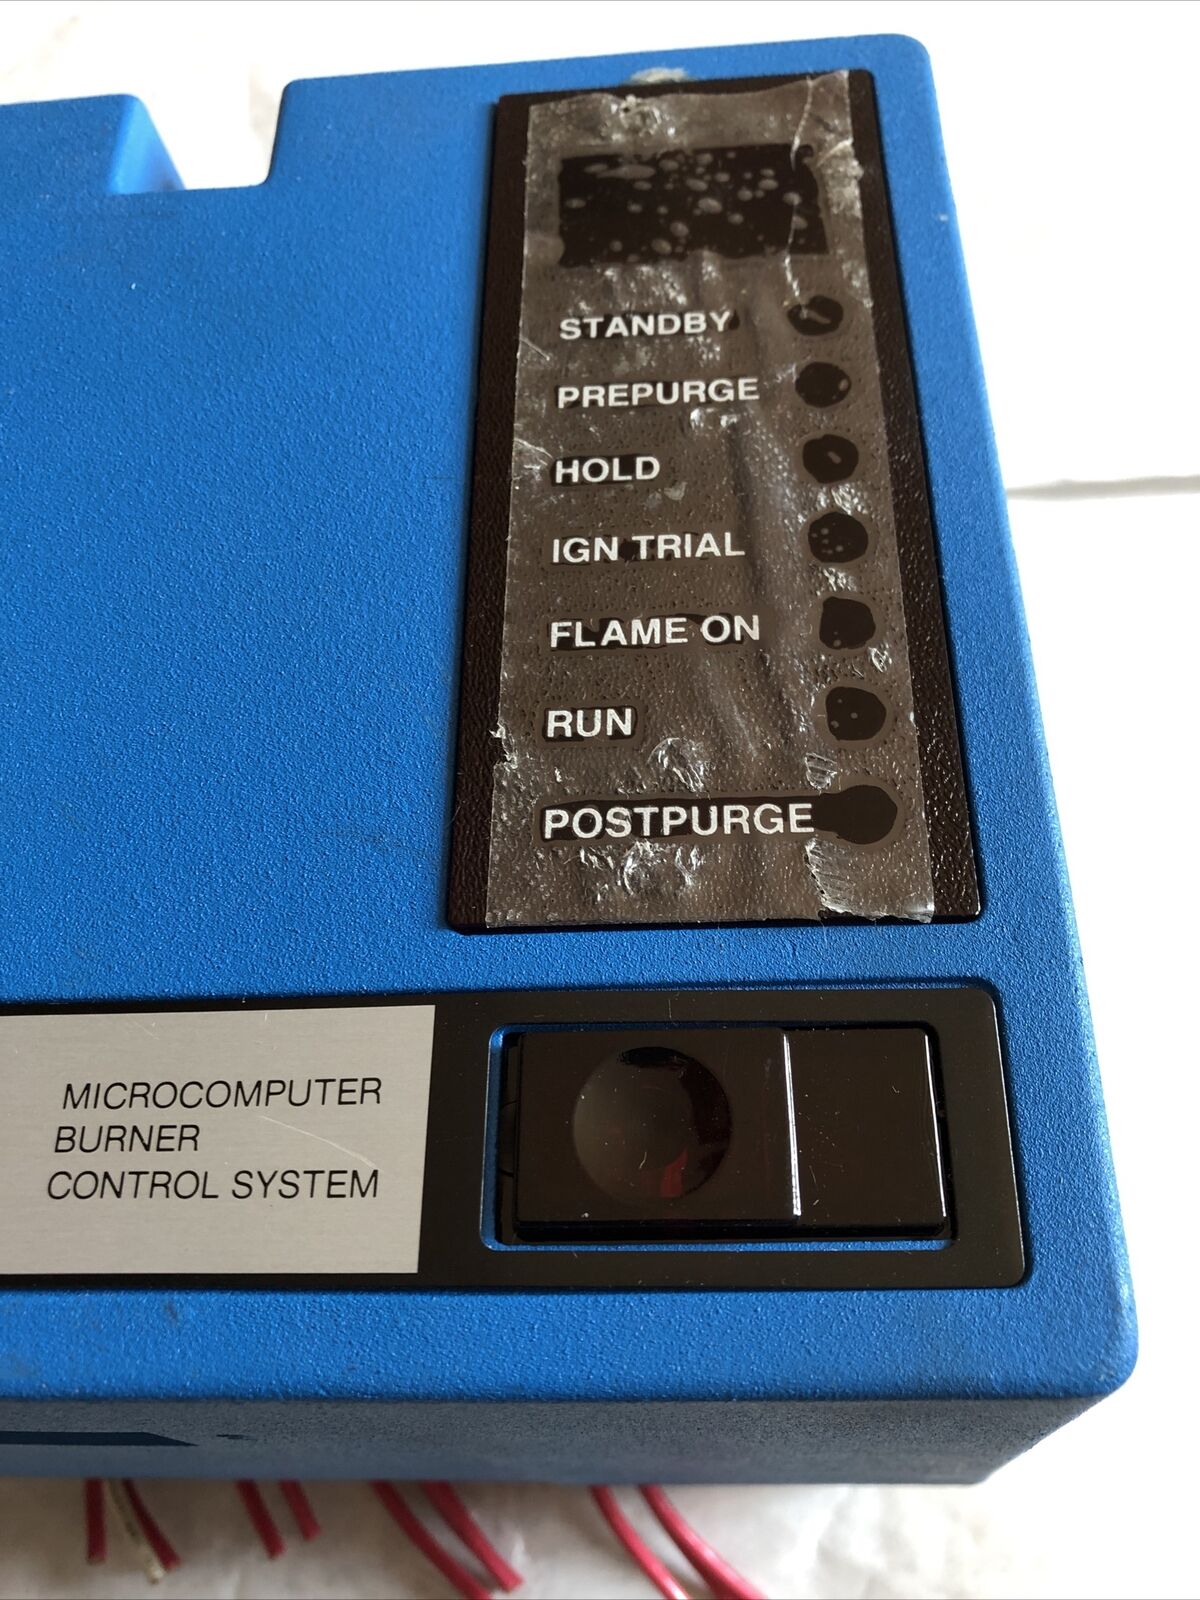 STANDBY
PREPURGE
HOLD
IGN TRIAL
FLAME ON
RUN
POSTPURGE
MICROCOMPUTER
BURNER
CONTROL SYSTEM